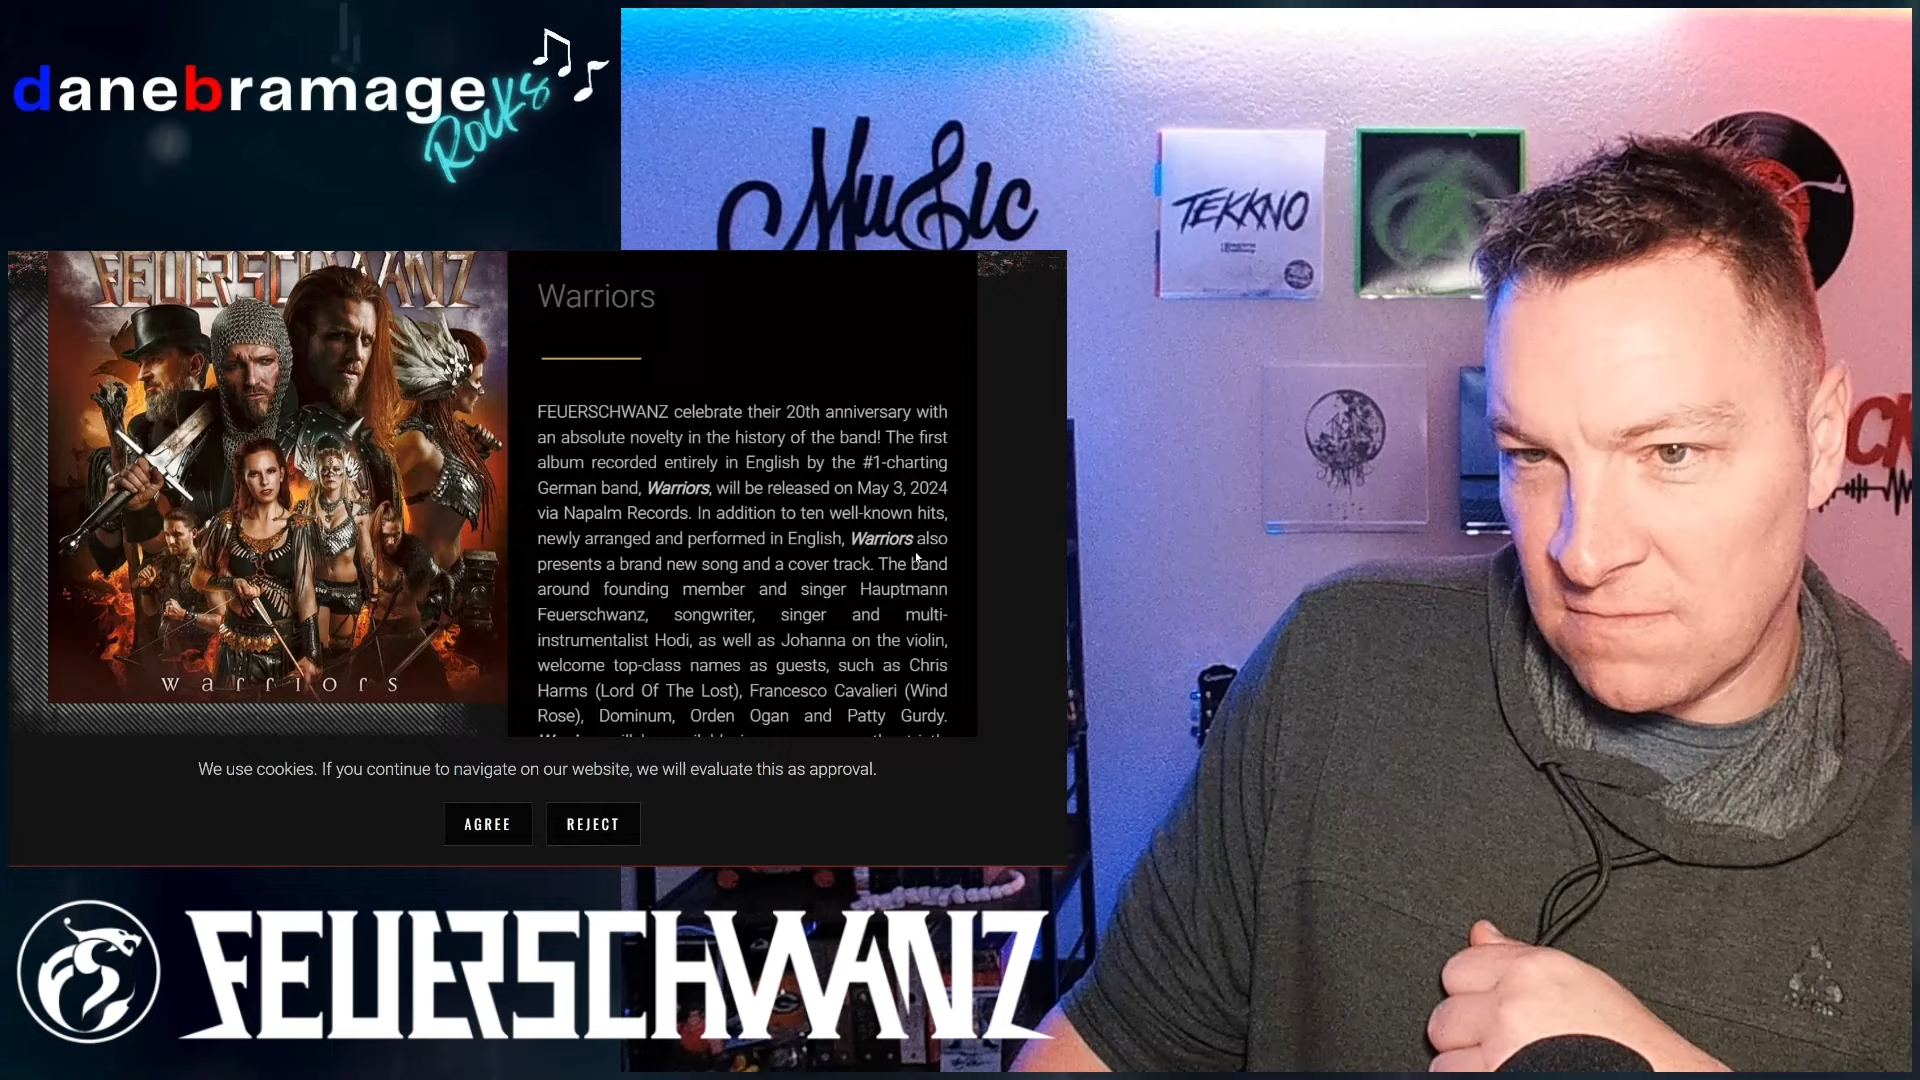 danebramage
Rocks
Music
TEKKNO
FEUERSCHWANZ
warriors
Warriors
FEUERSCHWANZ celebrate their 20th anniversary with
an absolute novelty in the history of the band! The first
album recorded entirely in English by the #1-charting
German band, Warriors, will be released on May 3, 2024
via Napalm Records. In addition to ten well-known hits,
newly arranged and performed in English, Warriors also
presents a brand new song and a cover track. The band
around founding member and singer Hauptmann
Feuerschwanz, songwriter, singer and multi-
instrumentalist Hodi, as well as Johanna on the violin,
welcome top-class names as guests, such as Chris
Harms (Lord Of The Lost), Francesco Cavalieri (Wind
Rose), Dominum, Orden Ogan and Patty Gurdy.
We use cookies. If you continue to navigate on our website, we will evaluate this as approval.
AGREE
REJECT
FEUERSCHWANZ